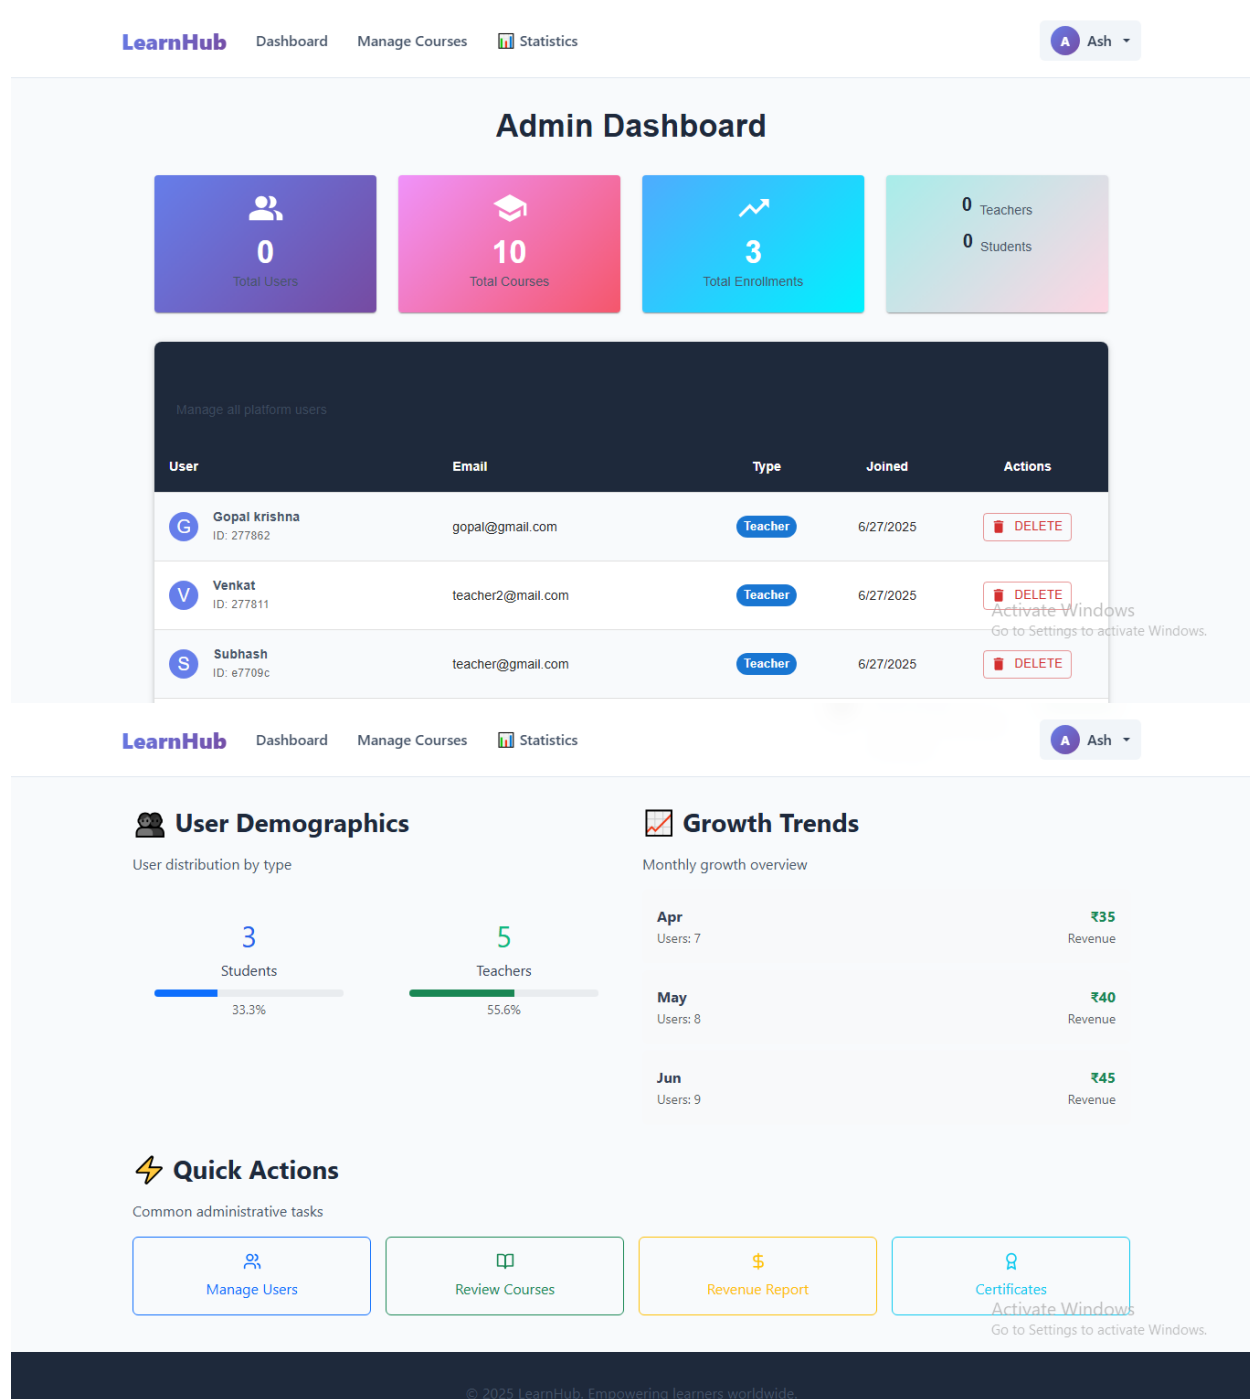 LearnHub Dashboard Manage Courses Statistics A Ash
Admin Dashboard
0
Total Users
10
Total Courses
3
Total Enrollments
0 Teachers
0 Students
Manage all platform users
User Email Type Joined Actions
G Gopal krishna
ID: 277862
gopal@gmail.com Teacher 6/27/2025 DELETE
V Venkat
ID: 277811
teacher2@mail.com Teacher 6/27/2025 DELETE
S Subhash
ID: e7709c
teacher@gmail.com Teacher 6/27/2025 DELETE
Activate Windows
Go to Settings to activate Windows.
LearnHub Dashboard Manage Courses Statistics A Ash
User Demographics
User distribution by type
3
Students
33.3%
5
Teachers
55.6%
Growth Trends
Monthly growth overview
Apr ₹35
Users: 7 Revenue
May ₹40
Users: 8 Revenue
Jun ₹45
Users: 9 Revenue
Quick Actions
Common administrative tasks
Manage Users
Review Courses
$
Revenue Report
Certificates
Activate Windows
Go to Settings to activate Windows.
© 2025 LearnHub. Empowering learners worldwide.